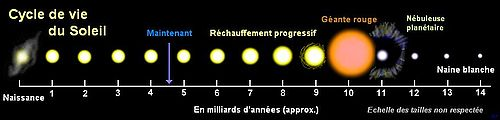 Cycle de vie
du Soleil
Maintenant
Réchauffement progressif
Géante rouge
Nébuleuse
planétaire
Naissance
Naine blanche
1 2 3 4 5 6 7 8 9 10 11 12 13 14
En milliards d'années (approx.)
Echelle des tailles non respectée